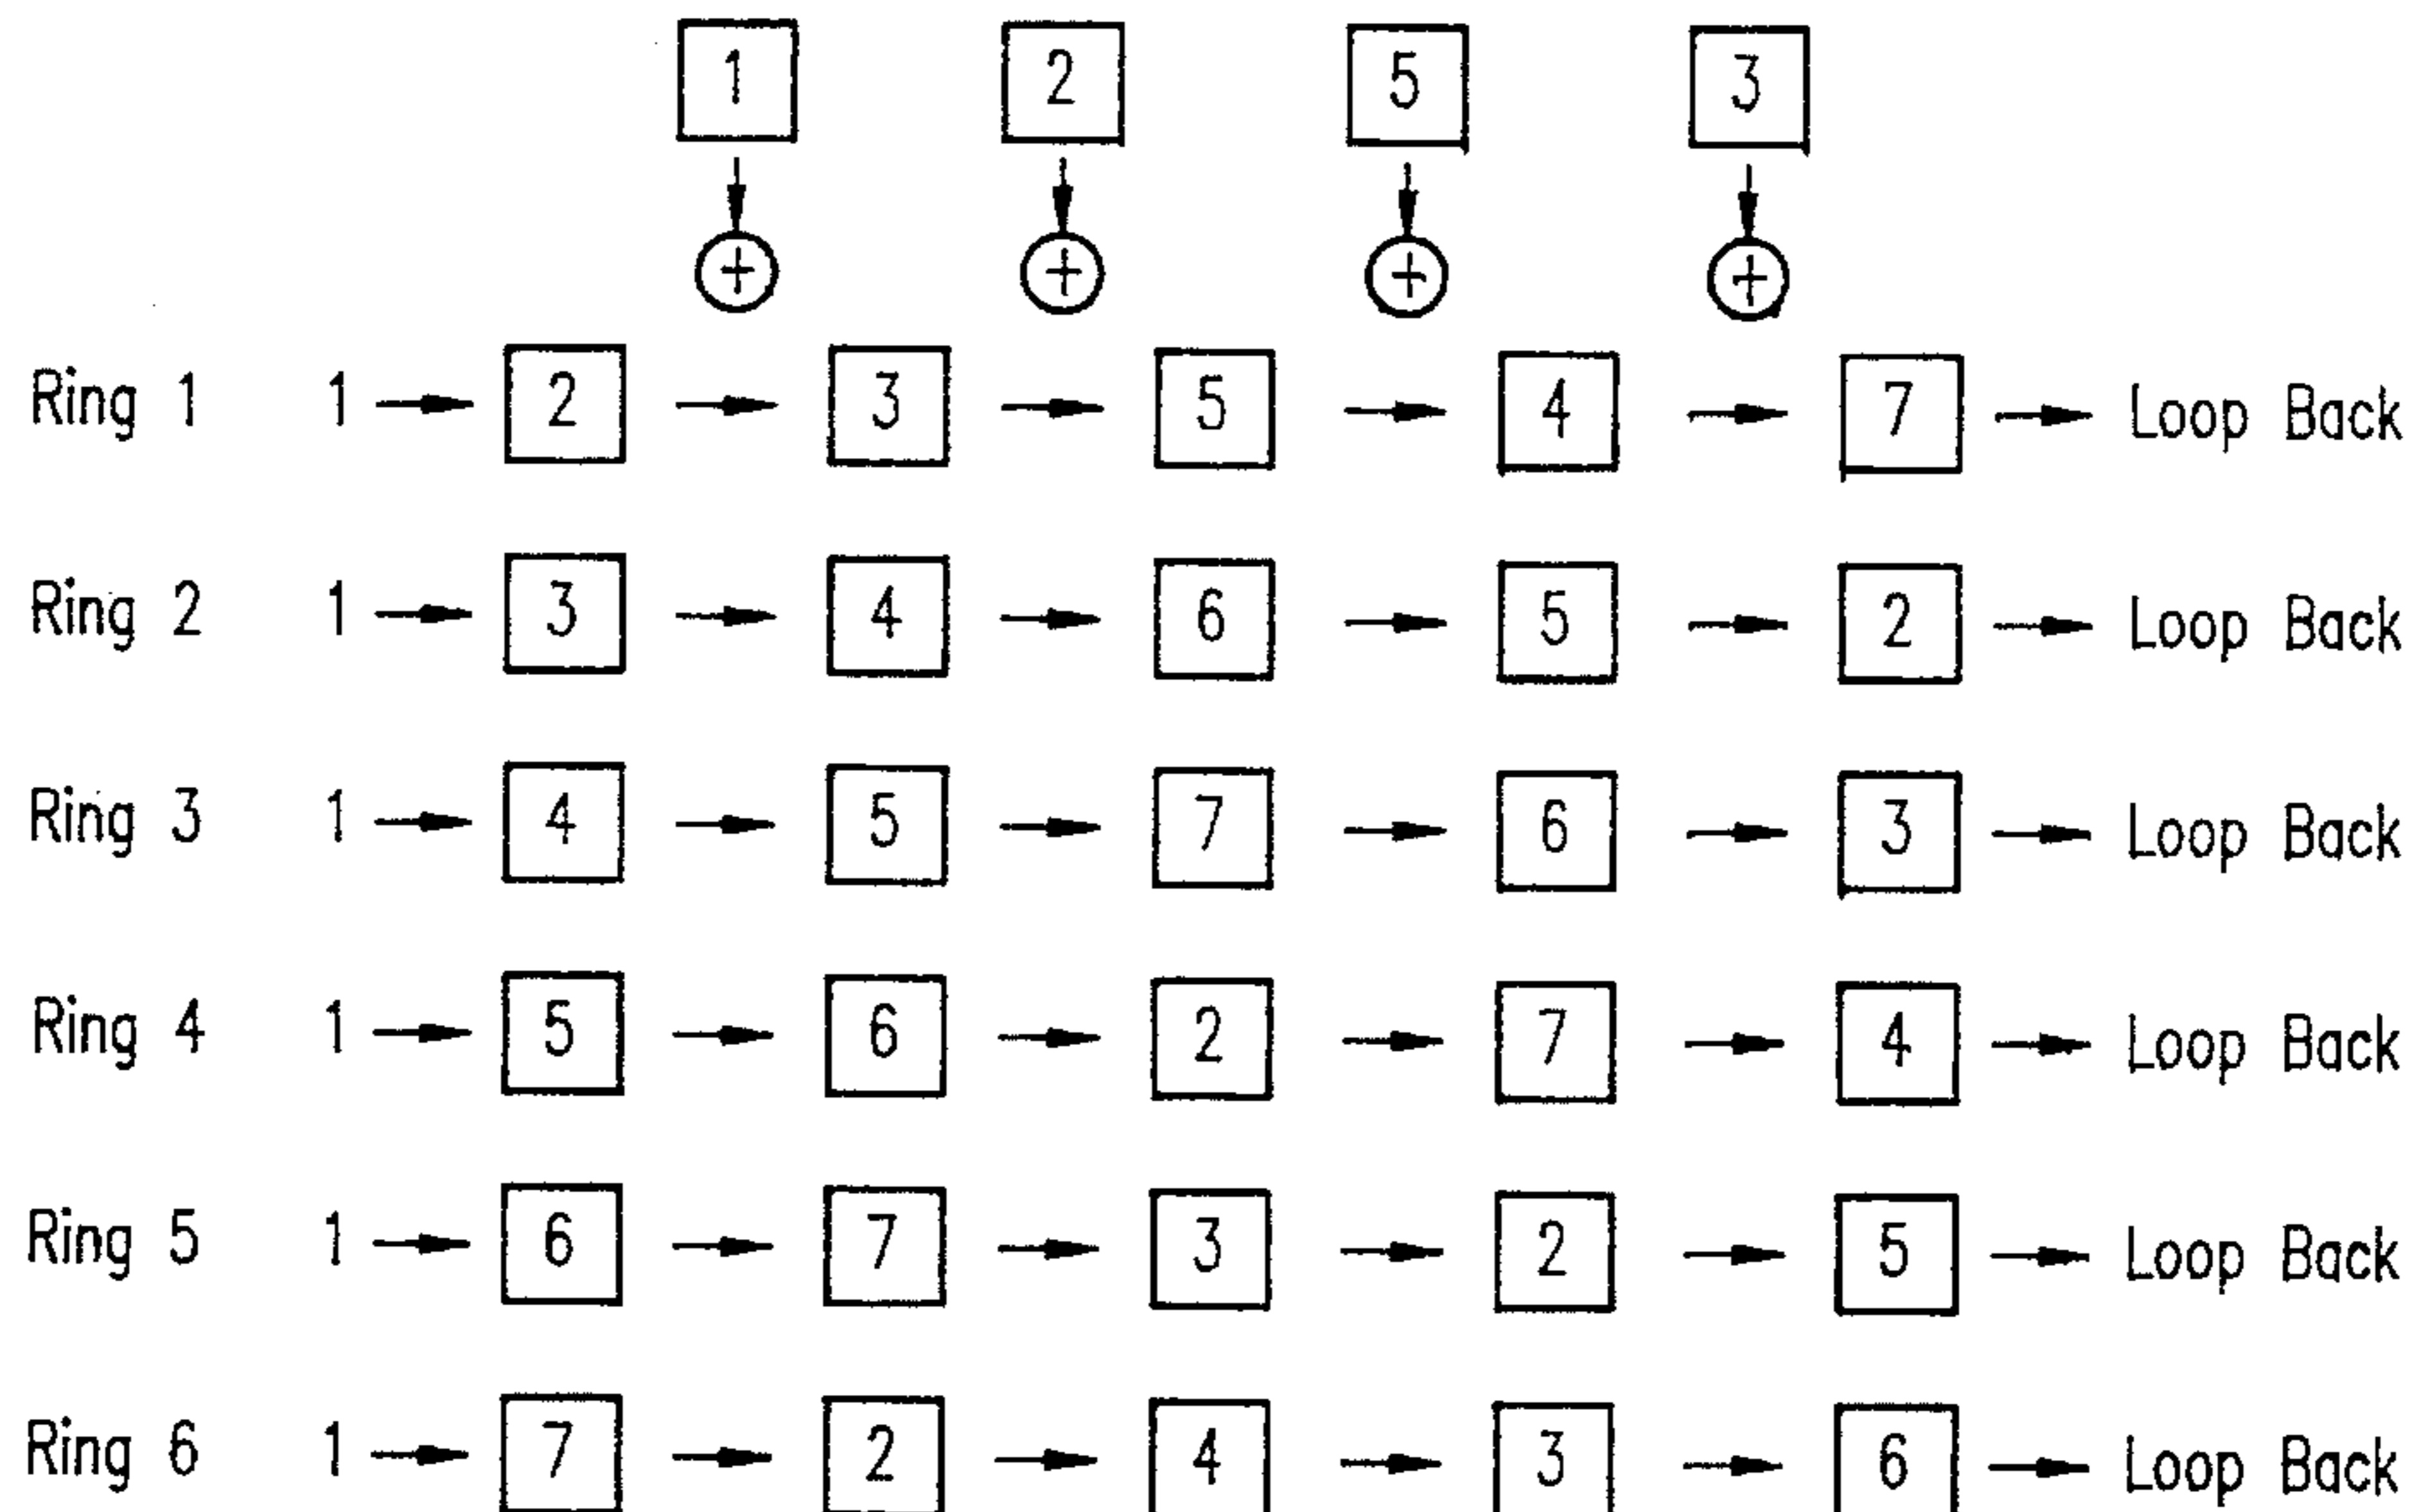 1 2 5 3
+ + + +
Ring 1 1 2 3 5 4 7 Loop Back
Ring 2 1 3 4 6 5 2 Loop Back
Ring 3 1 4 5 7 6 3 Loop Back
Ring 4 1 5 6 2 7 4 Loop Back
Ring 5 1 6 7 3 2 5 Loop Back
Ring 6 1 7 2 4 3 6 Loop Back